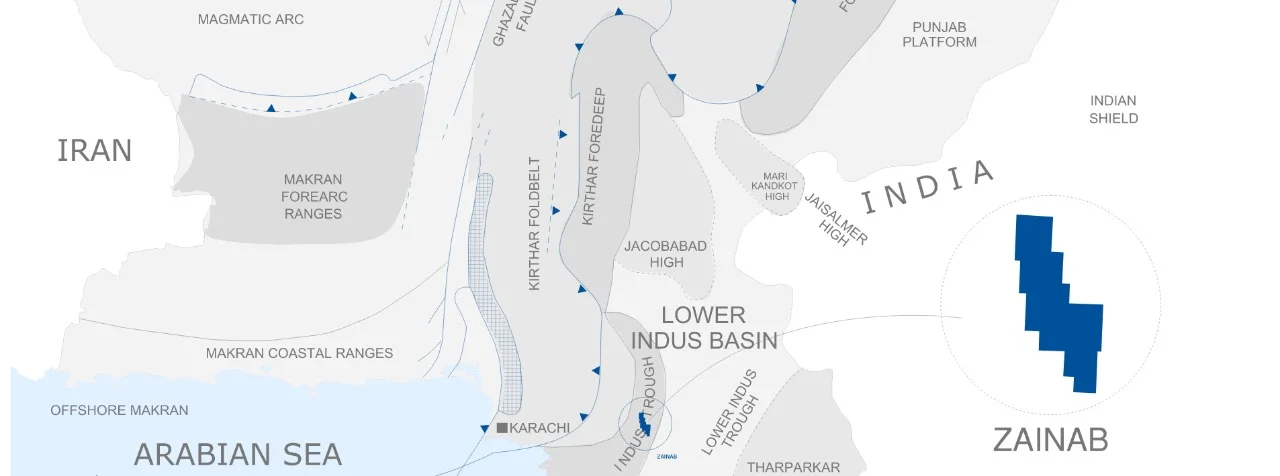 MAGMATIC ARC
FAUL
PUNJAB
PLATFORM
INDIAN
SHIELD
IRAN
MAKRAN
FOREARC
RANGES
KIRTHAR FOLDBELT
KIRTHAR FOREDEEP
MARI
KANDKOT
HIGH
JAISALMER
HIGH
INDIA
JACOBABAD
HIGH
LOWER
INDUS BASIN
MAKRAN COASTAL RANGES
OFFSHORE MAKRAN
ARABIAN SEA
KARACHI
INDUS TROUGH
LOWER INDUS
TROUGH
ZAINAB
THARPARKAR
ZAINAB